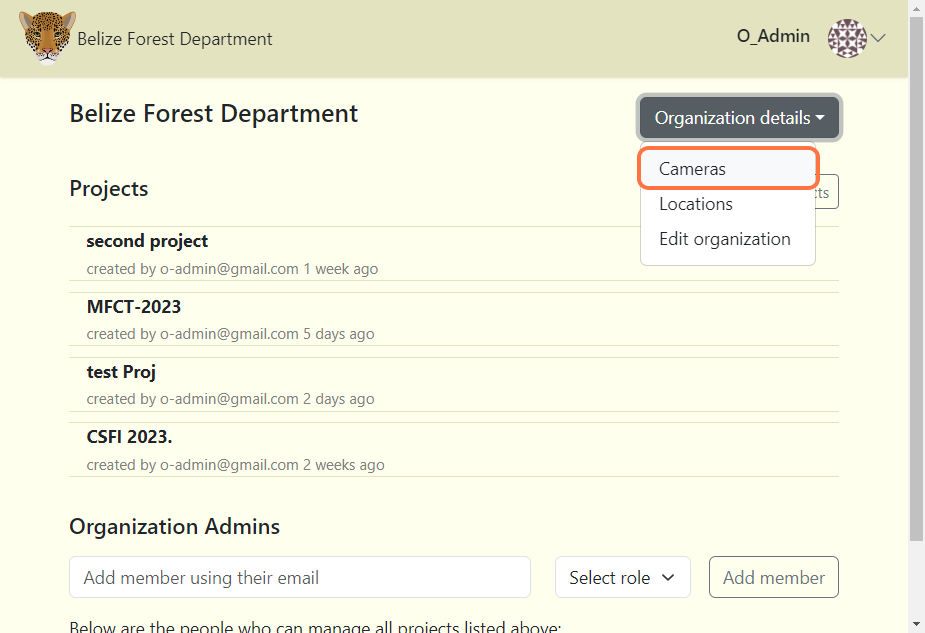 Belize Forest Department
O_Admin
Belize Forest Department
Organization details
Cameras
Locations
Edit organization
Projects
second project
created by o-admin@gmail.com 1 week ago
MFCT-2023
created by o-admin@gmail.com 5 days ago
test Proj
created by o-admin@gmail.com 2 days ago
CSFI 2023.
created by o-admin@gmail.com 2 weeks ago
Organization Admins
Add member using their email
Select role
Add member
Below are the people who can manage all projects listed above: